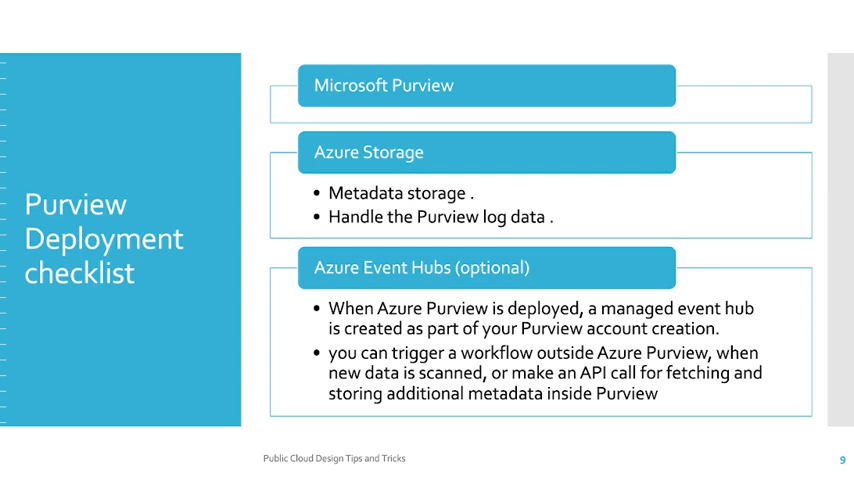 Purview
Deployment
checklist
Microsoft Purview
Azure Storage
• Metadata storage .
• Handle the Purview log data .
Azure Event Hubs (optional)
• When Azure Purview is deployed, a managed event hub
is created as part of your Purview account creation.
• you can trigger a workflow outside Azure Purview, when
new data is scanned, or make an API call for fetching and
storing additional metadata inside Purview
Public Cloud Design Tips and Tricks
9